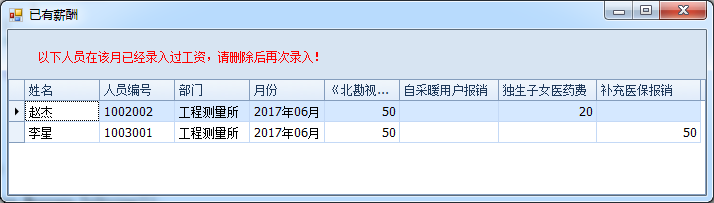 已有薪酬
以下人员在该月已经录入过工资，请删除后再次录入！
姓名 人员编号 部门 月份 《北勘视... 自采暖用户报销 独生子女医药费 补充医保报销
赵杰 1002002 工程测量所 2017年06月 50 20
李星 1003001 工程测量所 2017年06月 50 50